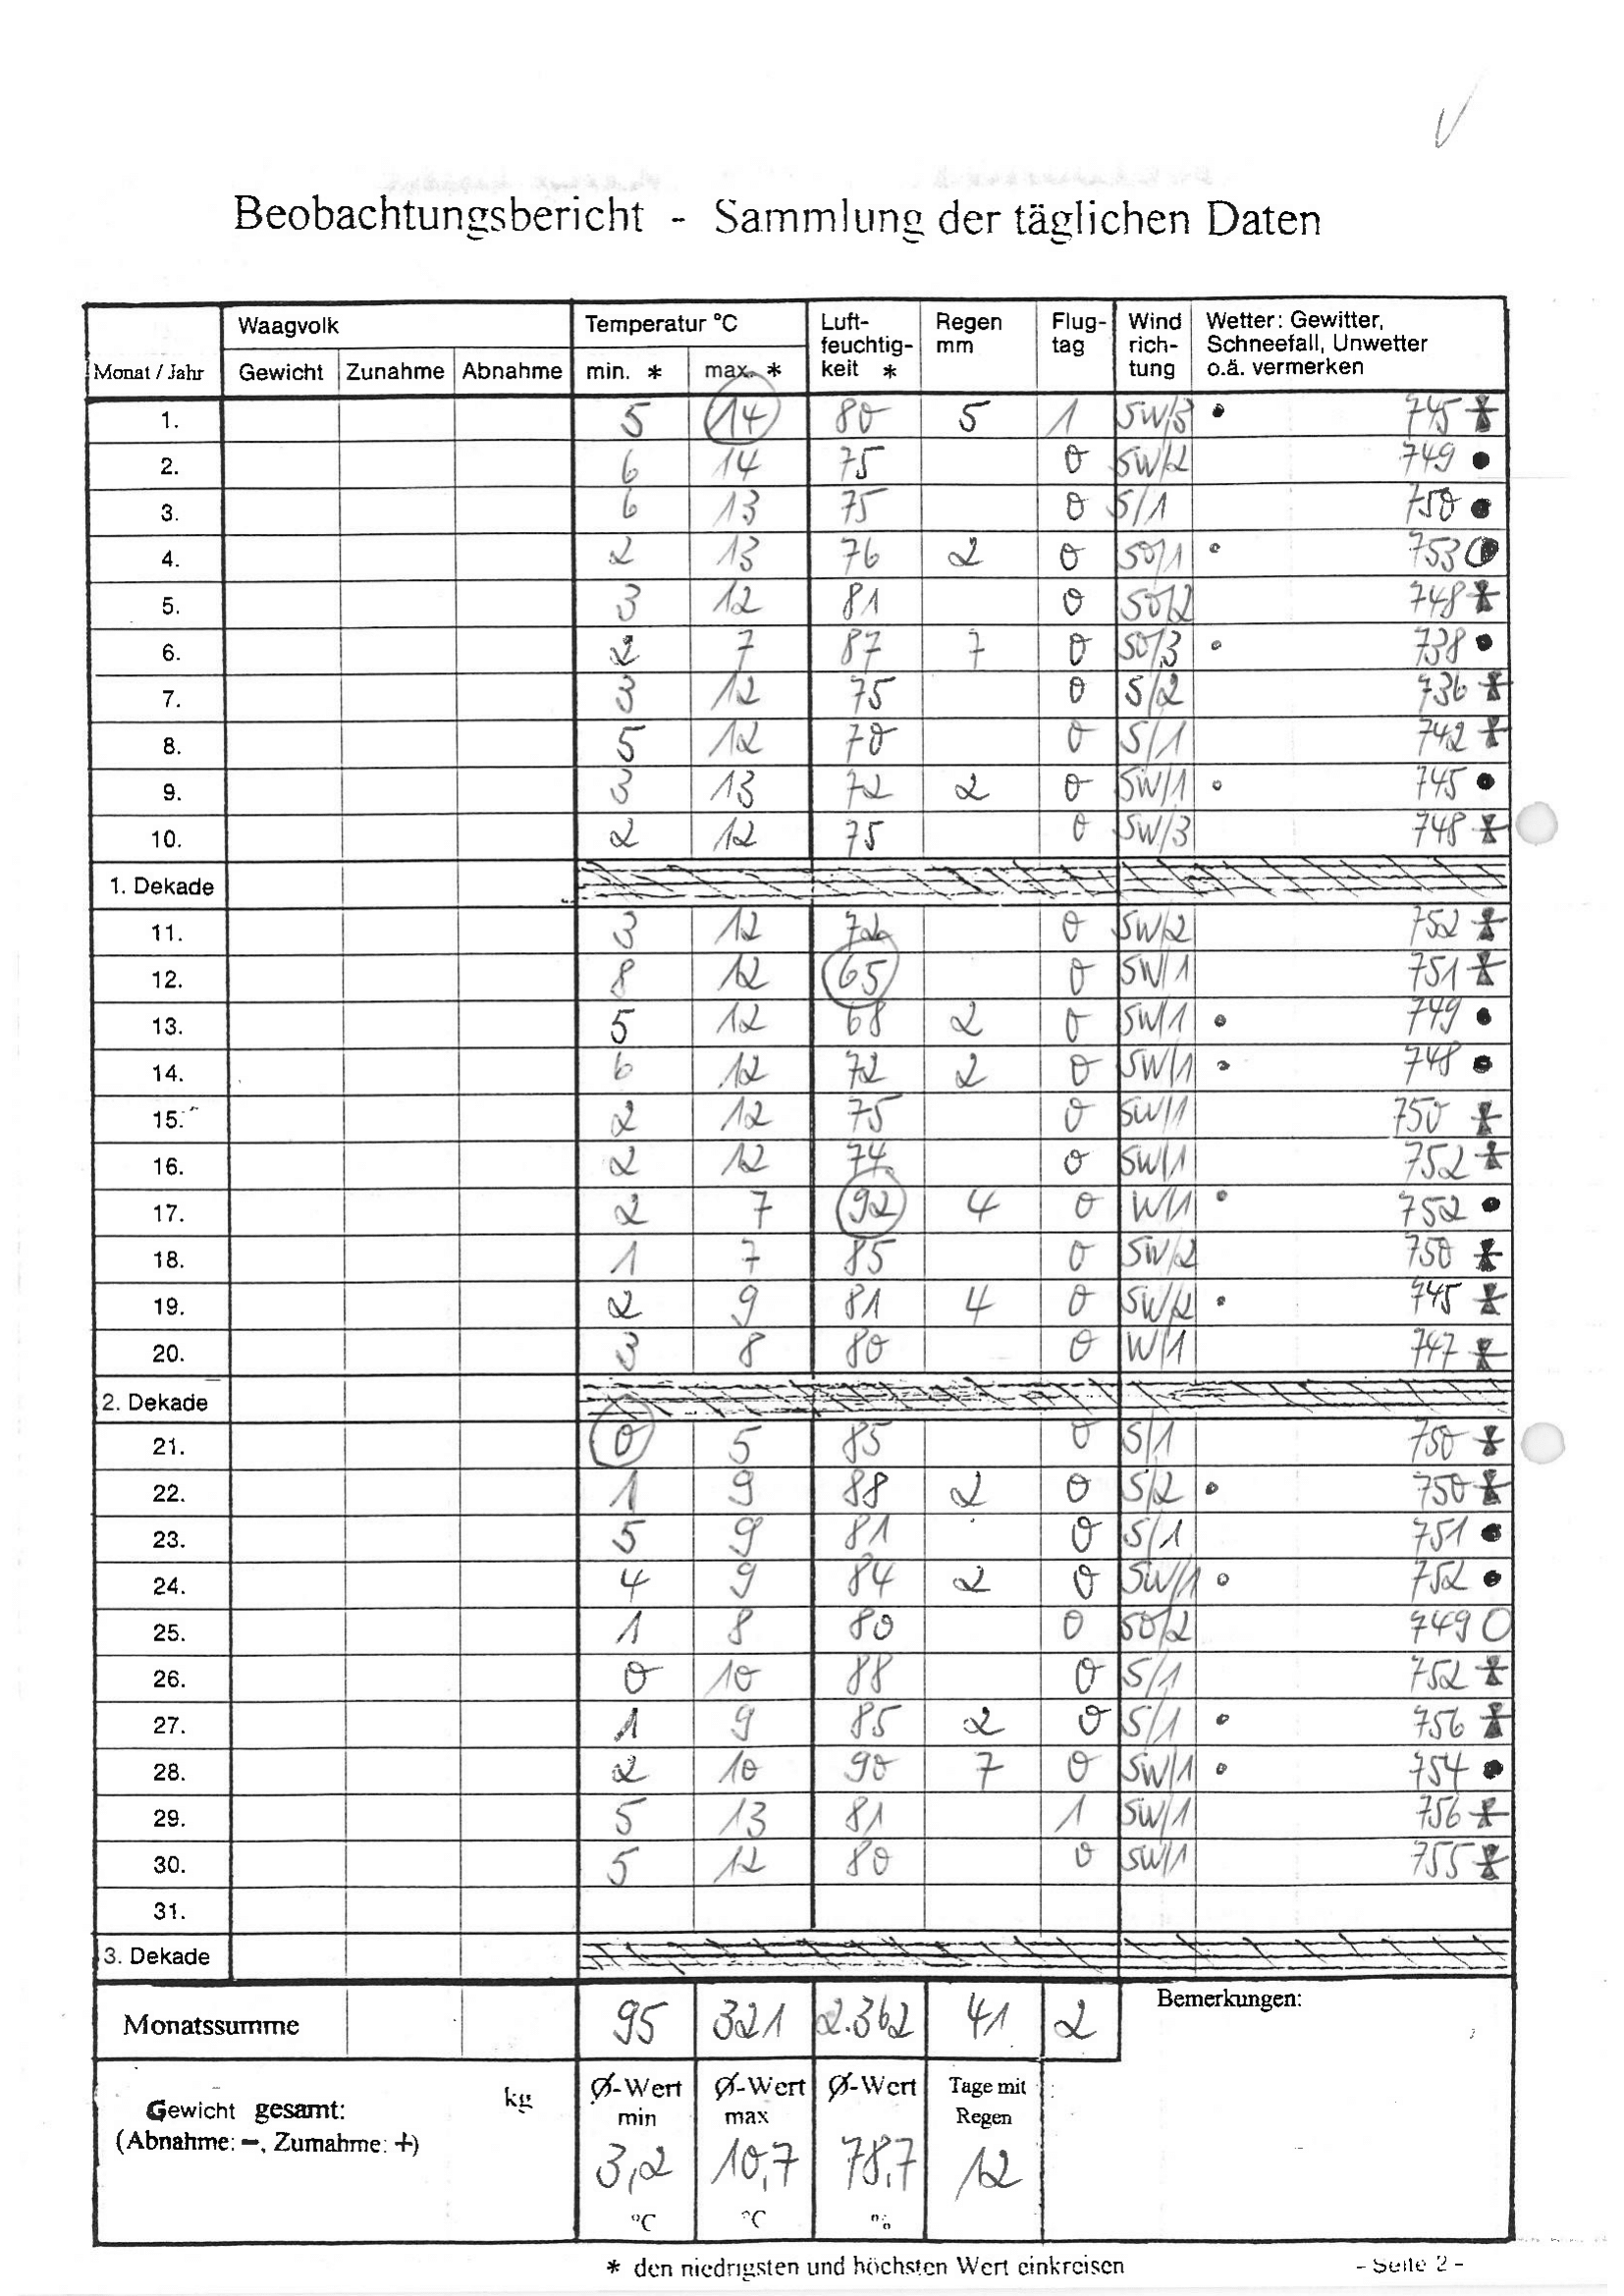 Beobachtungsbericht - Sammlung der täglichen Daten
Monat / Jahr Waagvolk Temperatur °C Luft- Regen Flug- Wind Wetter: Gewitter,
feuchtig- mm tag rich- Schneefall, Unwetter
Gewicht Zunahme Abnahme min. * max. * keit * tung o.ä. vermerken
1. 5 14 80 5 1 SW/3 745
2. 6 14 75 0 SW/2 749
3. 6 13 75 0 S/1 750
4. 2 13 76 2 0 SO/1 753
5. 3 12 81 0 SO/2 748
6. 2 7 87 7 0 SO/3 738
7. 3 12 75 0 S/2 736
8. 5 12 70 0 S/1 742
9. 3 13 72 2 0 SW/1 745
10. 2 12 75 0 SW/3 748
1. Dekade
11. 3 12 72 0 SW/2 752
12. 8 12 65 0 SW/1 751
13. 5 12 68 2 0 SW/1 749
14. 6 12 72 2 0 SW/1 748
15. 2 12 75 0 SW/1 750
16. 2 12 74 0 SW/1 752
17. 2 7 92 4 0 W/1 752
18. 1 7 85 0 SW/2 750
19. 2 9 81 4 0 SW/2 745
20. 3 8 80 0 W/1 747
2. Dekade
21. 0 5 85 0 S/1 750
22. 1 9 88 2 0 S/2 750
23. 5 9 81 0 S/1 751
24. 4 9 84 2 0 SW/1 752
25. 1 8 80 0 SO/2 749
26. 0 10 88 0 S/1 752
27. 1 9 85 2 0 S/1 756
28. 2 10 90 7 0 SW/1 754
29. 5 13 81 1 SW/1 756
30. 5 12 80 0 SW/1 755
31.
3. Dekade
Monatssumme 95 321 2.362 41 2 Bemerkungen:
Gewicht gesamt: kg Ø-Wert Ø-Wert Ø-Wert Tage mit
min max Regen
(Abnahme: -, Zumahme: +) 3,2 10,7 78,7 12
°C °C %
* den niedrigsten und höchsten Wert einkreisen - Seite 2 -